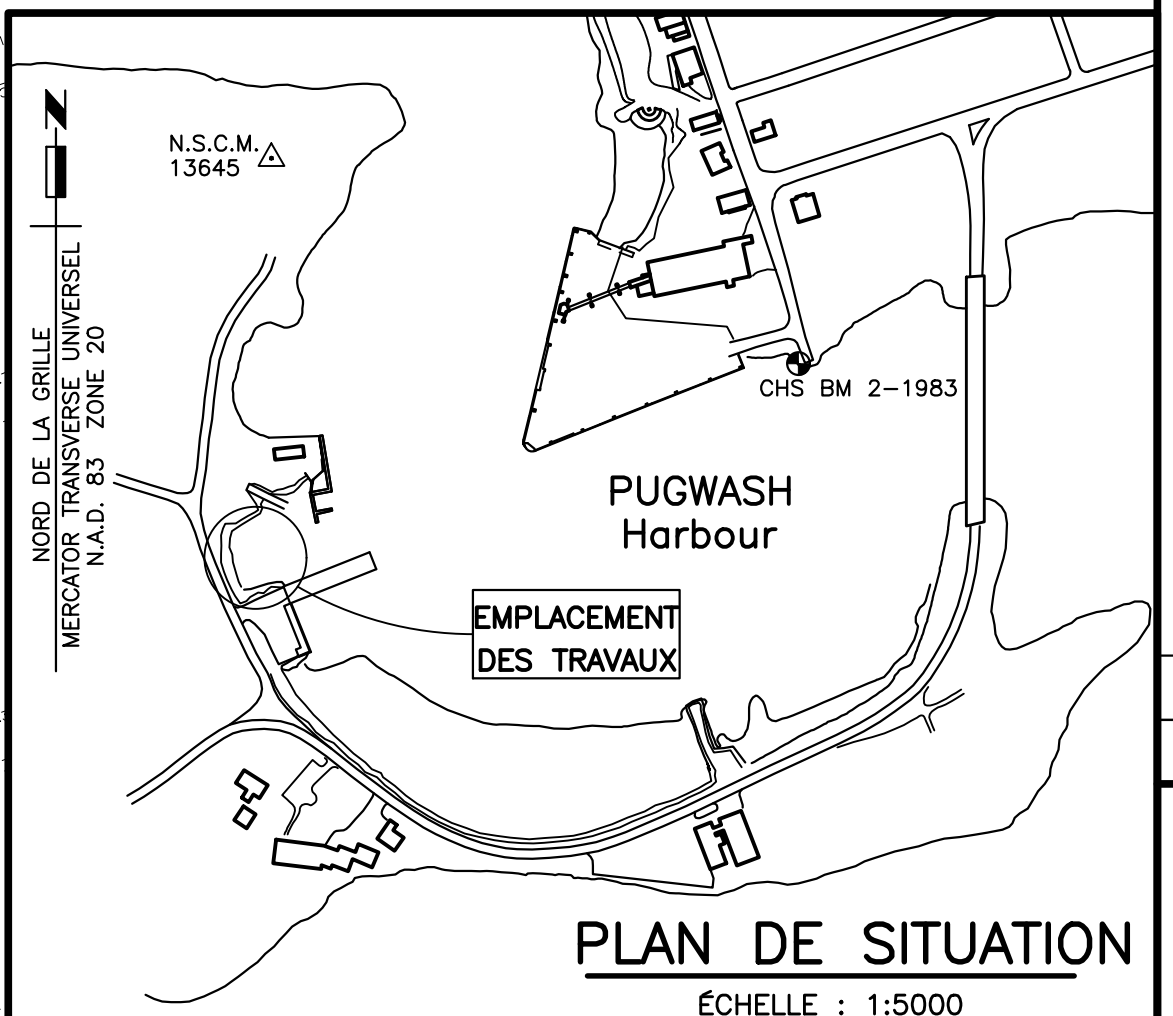 N.S.C.M.
13645
NORD DE LA GRILLE
MERCATOR TRANSVERSE UNIVERSEL
N.A.D. 83 ZONE 20
CHS BM 2-1983
PUGWASH
Harbour
EMPLACEMENT
DES TRAVAUX
PLAN DE SITUATION
ÉCHELLE : 1:5000